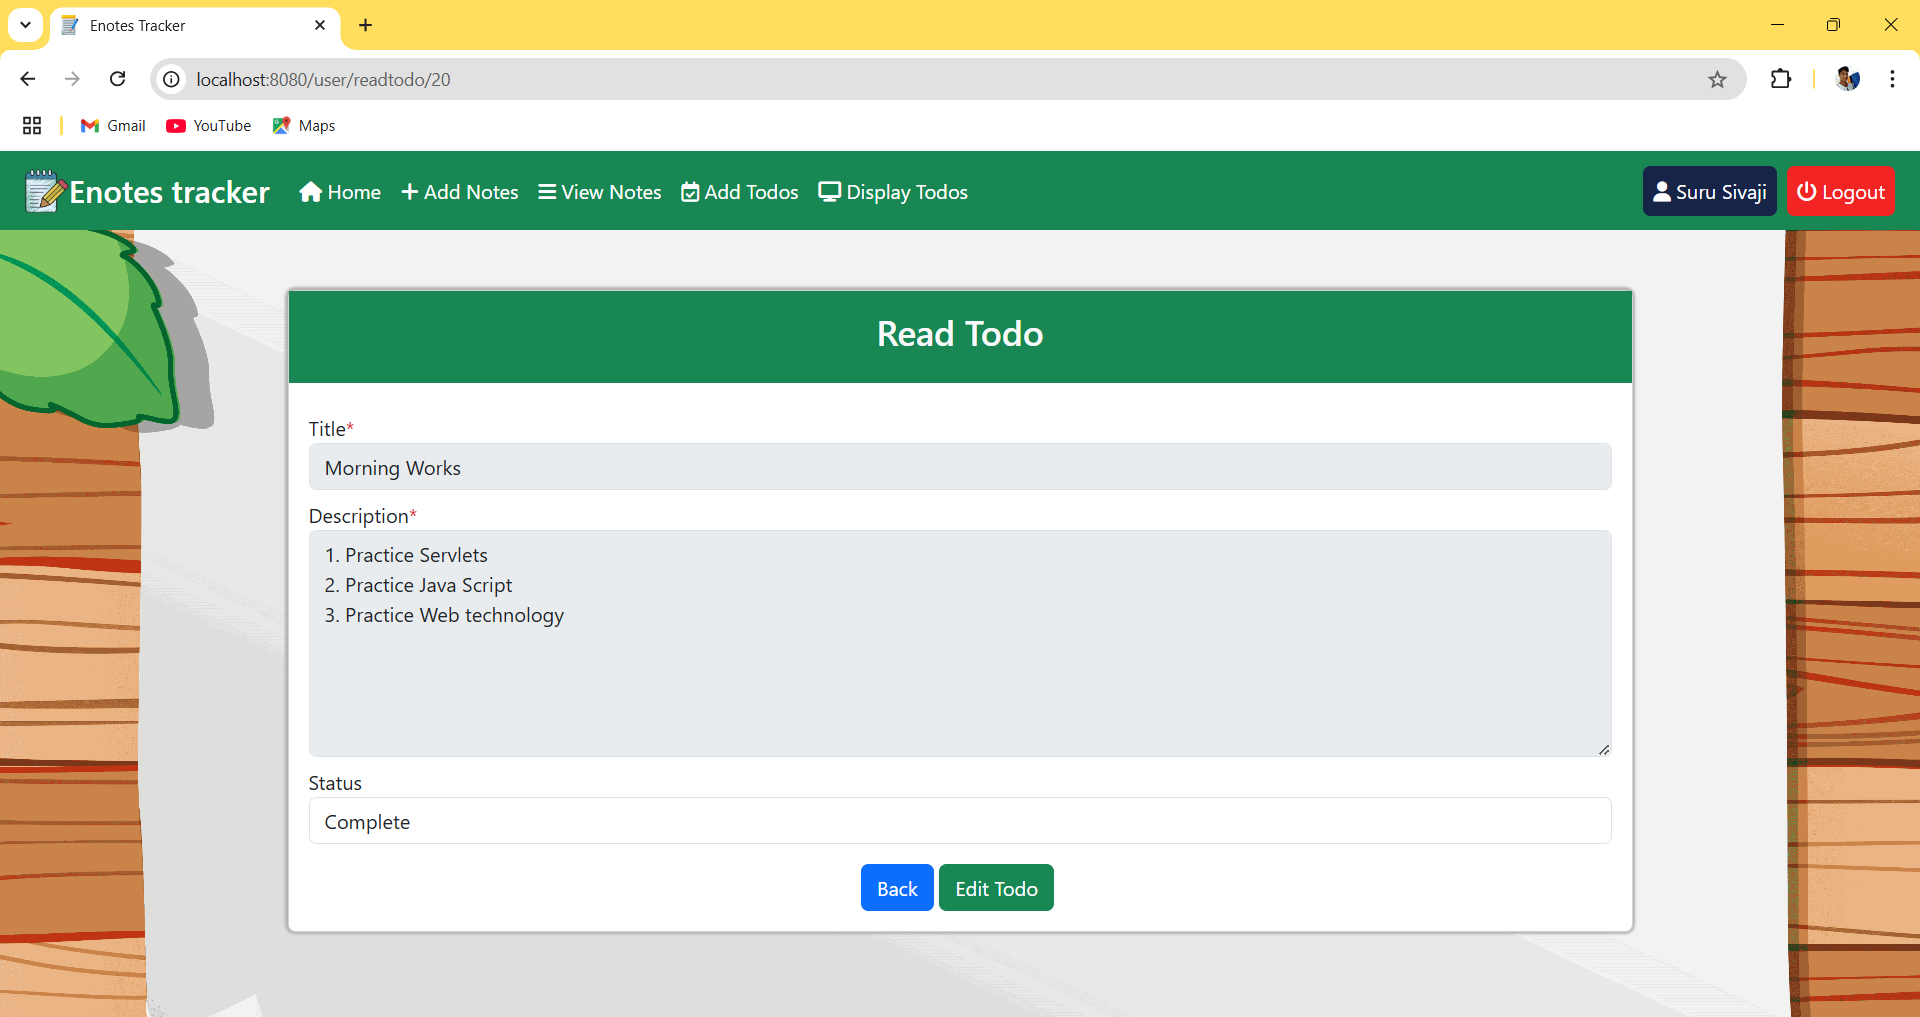 Enotes Tracker
localhost:8080/user/readtodo/20
Gmail YouTube Maps
Enotes tracker Home Add Notes View Notes Add Todos Display Todos Suru Sivaji Logout
Read Todo
Title*
Morning Works
Description*
1. Practice Servlets
2. Practice Java Script
3. Practice Web technology
Status
Complete
Back Edit Todo